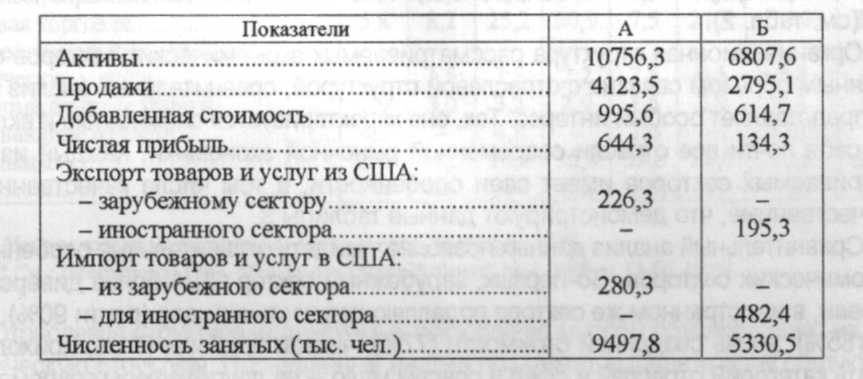 Показатели А Б
Активы 10756,3 6807,6
Продажи 4123,5 2795,1
Добавленная стоимость 995,6 614,7
Чистая прибыль 644,3 134,3
Экспорт товаров и услуг из США:
– зарубежному сектору 226,3 –
– иностранного сектора – 195,3
Импорт товаров и услуг в США:
– из зарубежного сектора 280,3 –
– для иностранного сектора – 482,4
Численность занятых (тыс. чел.) 9497,8 5330,5